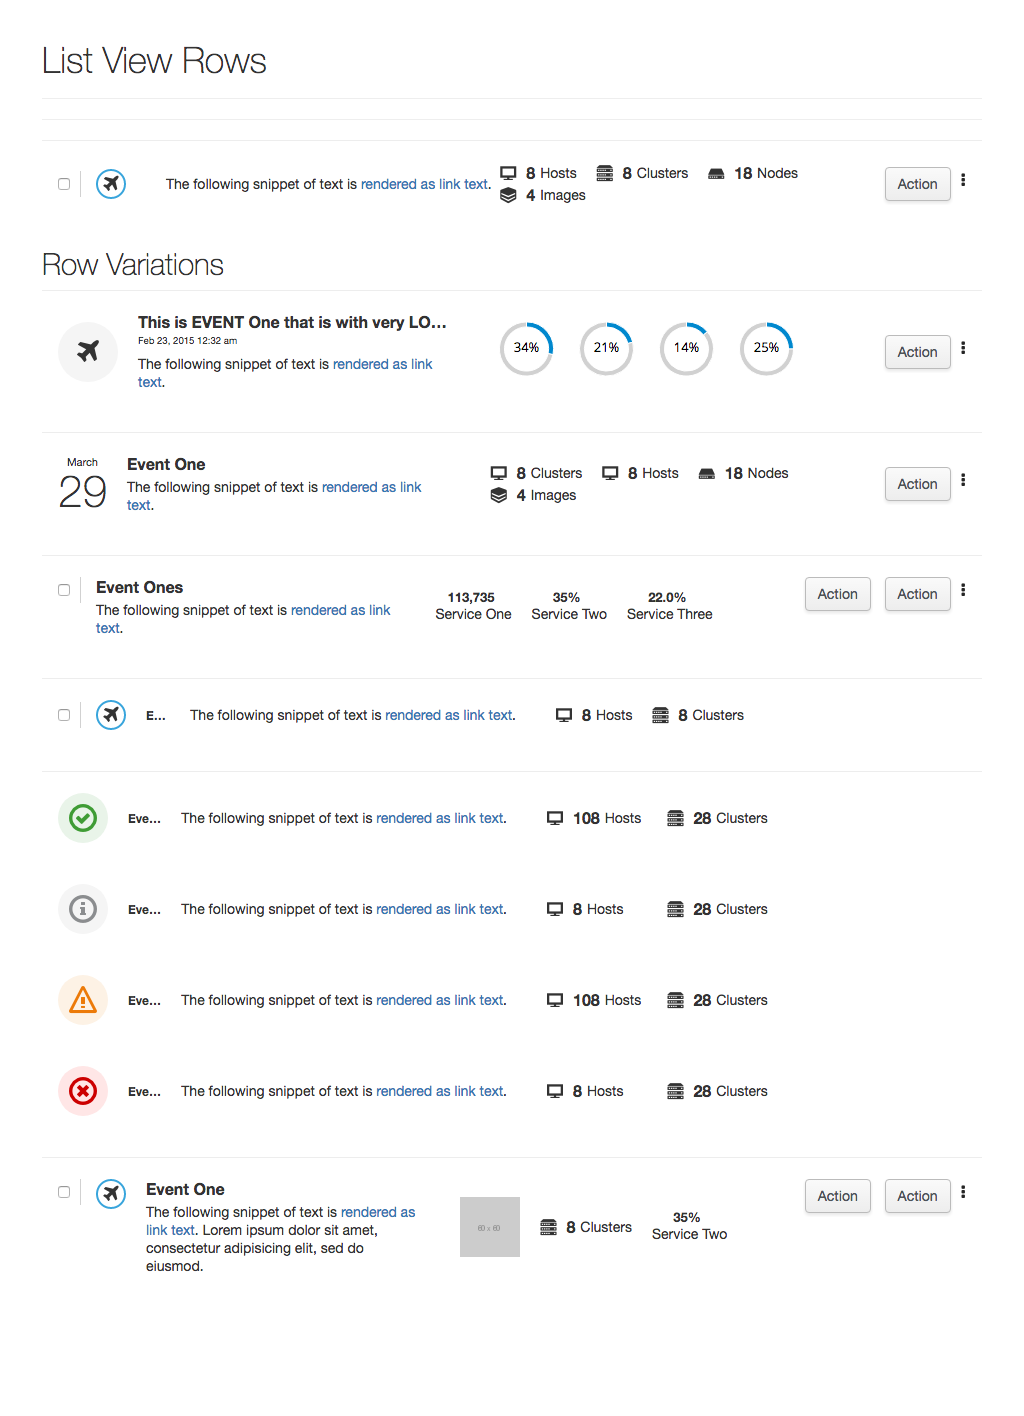 List View Rows
The following snippet of text is rendered as link text.
8 Hosts 8 Clusters 18 Nodes
4 Images
Action
Row Variations
This is EVENT One that is with very LO...
Feb 23, 2015 12:32 am
The following snippet of text is rendered as link
text.
34% 21% 14% 25%
Action
March
29
Event One
The following snippet of text is rendered as link
text.
8 Clusters 8 Hosts 18 Nodes
4 Images
Action
Event Ones
The following snippet of text is rendered as link
text.
113,735 35% 22.0%
Service One Service Two Service Three
Action Action
E... The following snippet of text is rendered as link text. 8 Hosts 8 Clusters
Eve... The following snippet of text is rendered as link text. 108 Hosts 28 Clusters
Eve... The following snippet of text is rendered as link text. 8 Hosts 28 Clusters
Eve... The following snippet of text is rendered as link text. 108 Hosts 28 Clusters
Eve... The following snippet of text is rendered as link text. 8 Hosts 28 Clusters
Event One
The following snippet of text is rendered as
link text. Lorem ipsum dolor sit amet,
consectetur adipisicing elit, sed do
eiusmod.
8 Clusters
35%
Service Two
Action Action